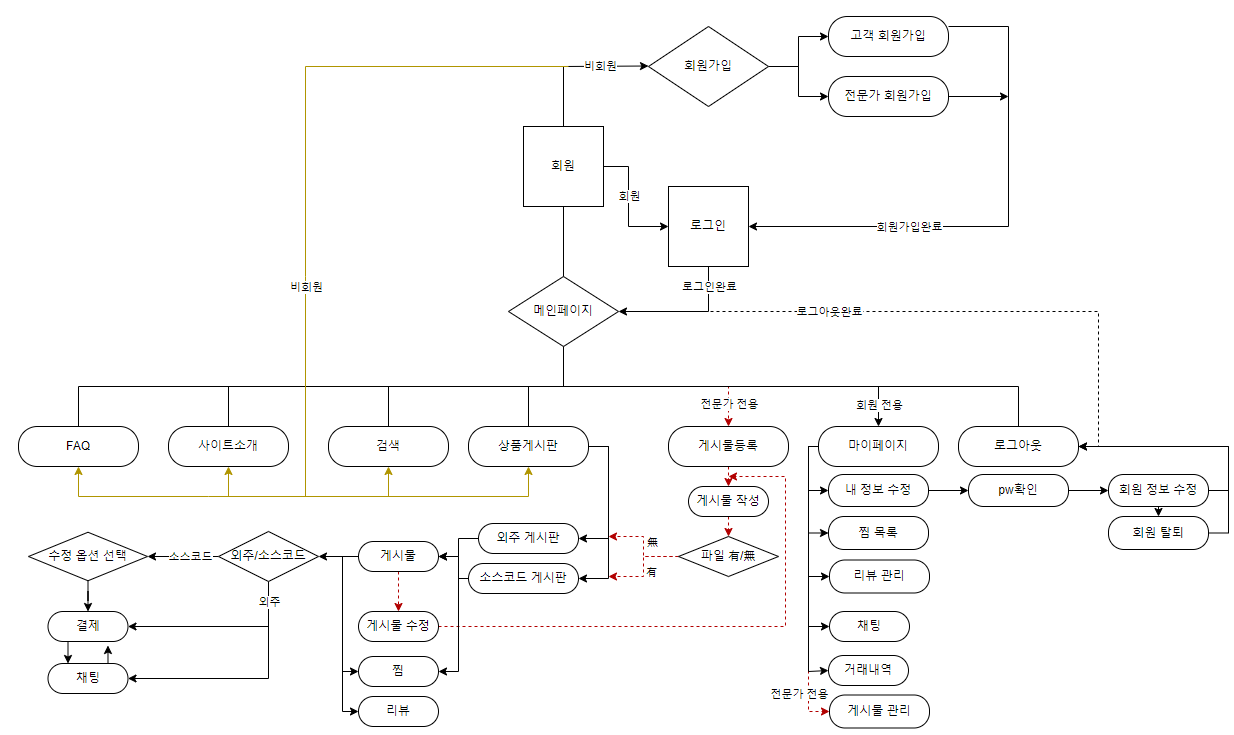 고객 회원가입
비회원
회원가입
전문가 회원가입
회원
회원
로그인
회원가입완료
비회원
로그인완료
메인페이지
로그아웃완료
전문가 전용
회원 전용
FAQ
사이트소개
검색
상품게시판
게시물등록
마이페이지
로그아웃
게시물 작성
내 정보 수정
pw확인
회원 정보 수정
외주 게시판
無
찜 목록
회원 탈퇴
수정 옵션 선택
소스코드
외주/소스코드
게시물
파일 有/無
소스코드 게시판
有
리뷰 관리
외주
결제
게시물 수정
채팅
채팅
찜
거래내역
전문가 전용
리뷰
게시물 관리